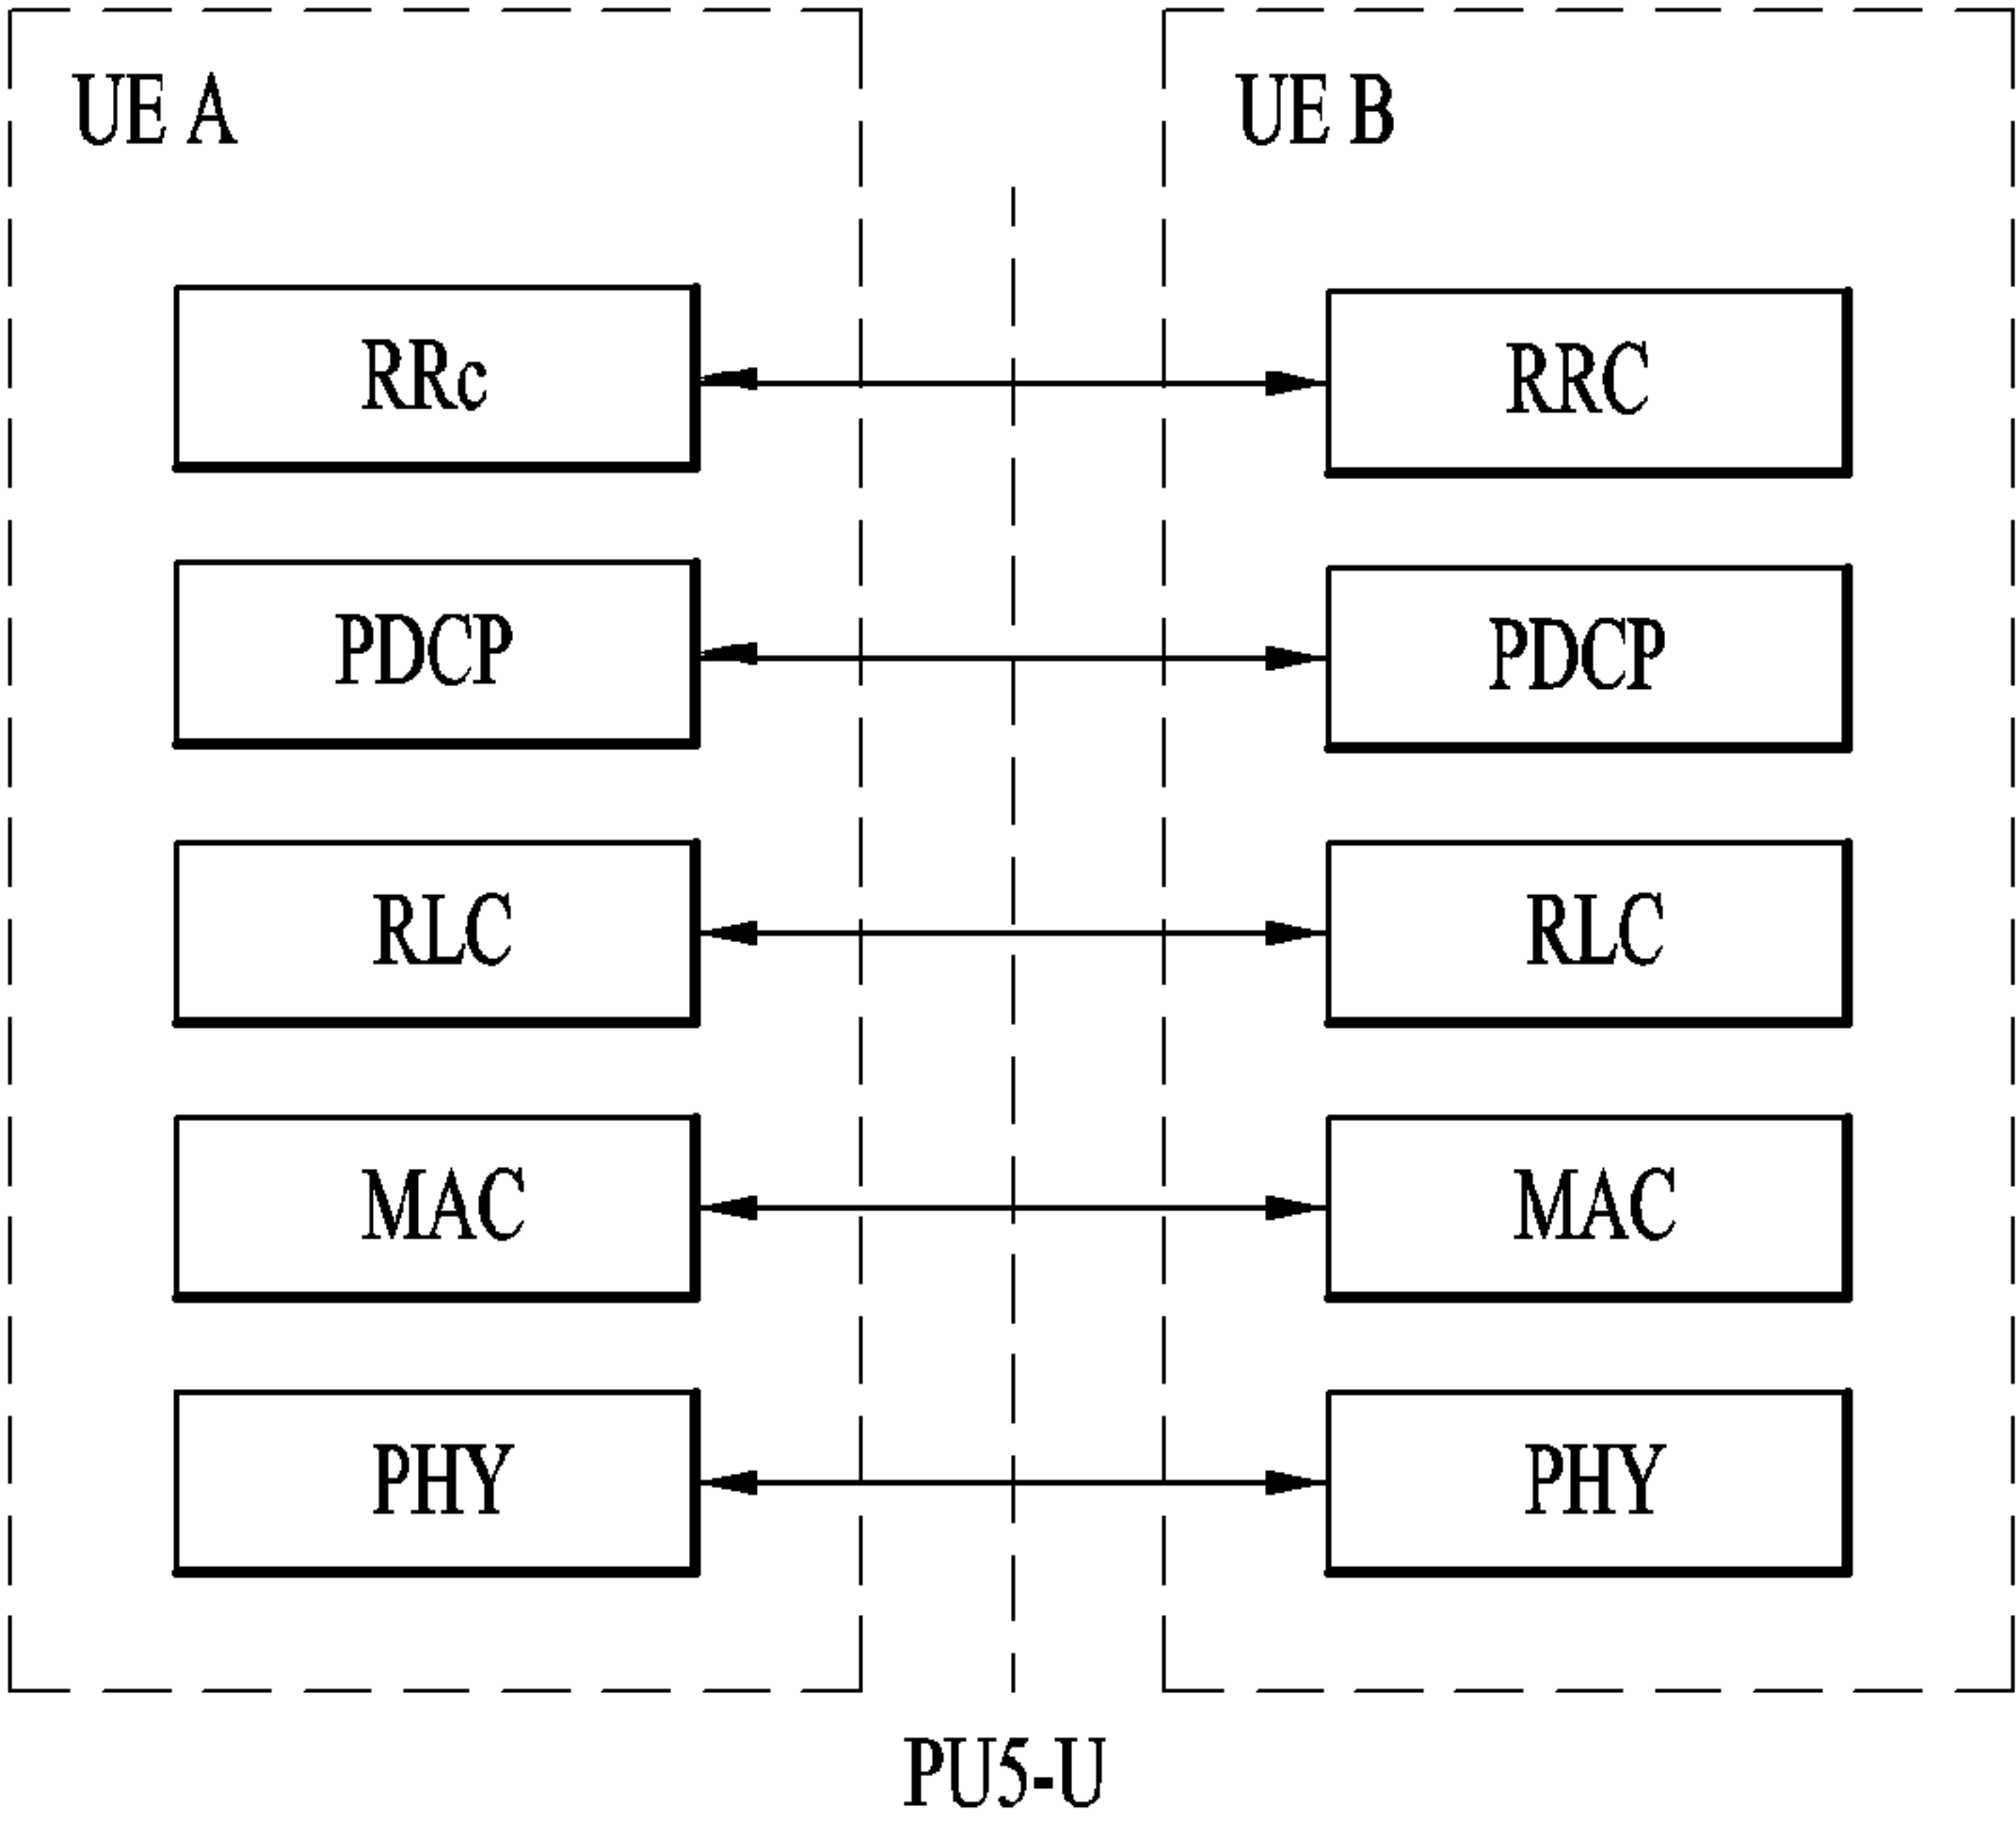 UE A
UE B
RRc
RRC
PDCP
PDCP
RLC
RLC
MAC
MAC
PHY
PHY
PU5-U